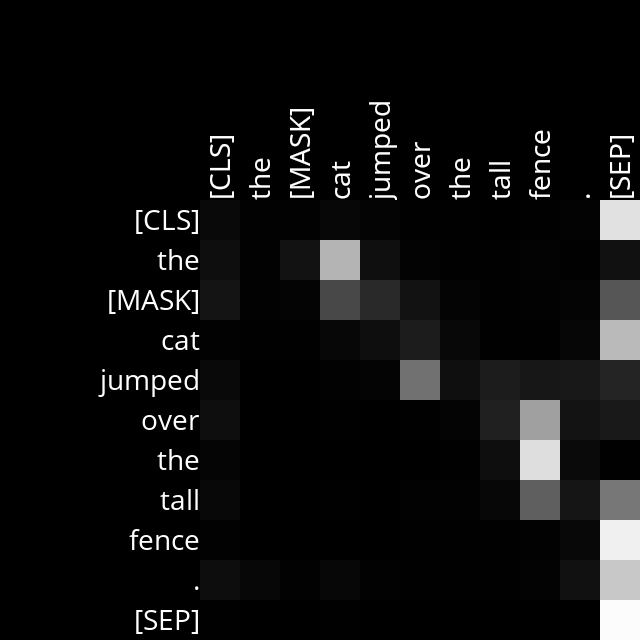 [CLS]
the
[MASK]
cat
jumped
over
the
tall
fence
.
[SEP]
[CLS]
the
[MASK]
cat
jumped
over
the
tall
fence
.
[SEP]